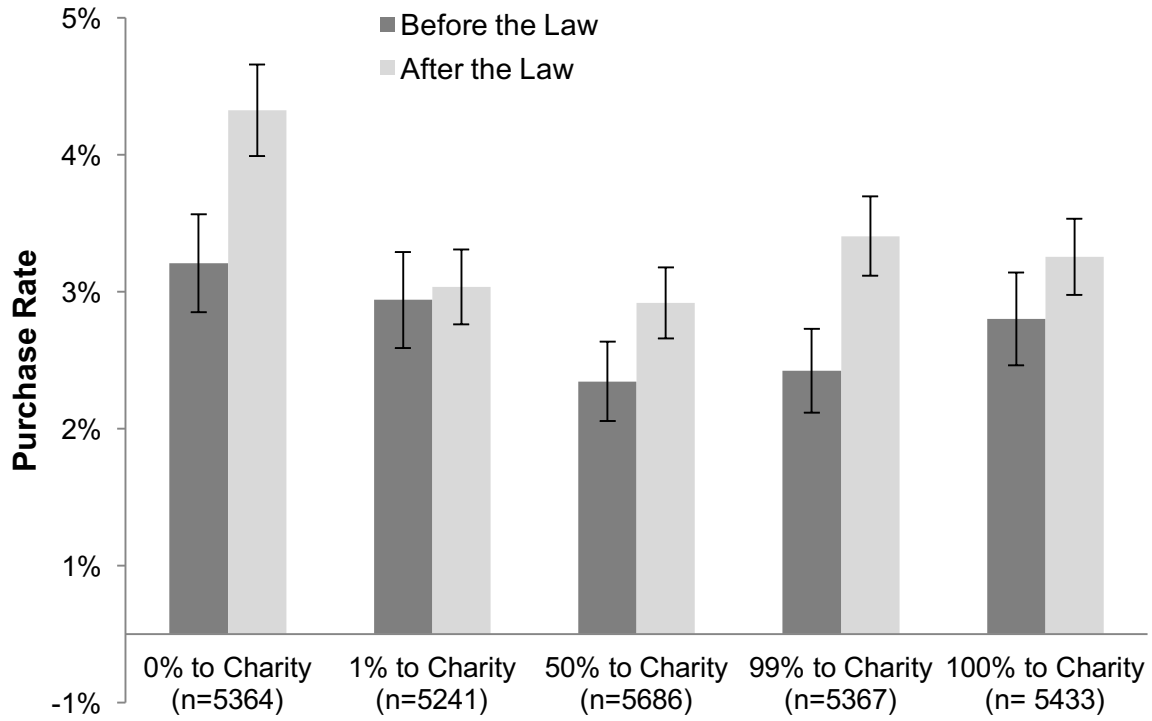 5%
Before the Law
After the Law
4%
3%
2%
1%
-1%
Purchase Rate
0% to Charity
(n=5364)
1% to Charity
(n=5241)
50% to Charity
(n=5686)
99% to Charity
(n=5367)
100% to Charity
(n= 5433)